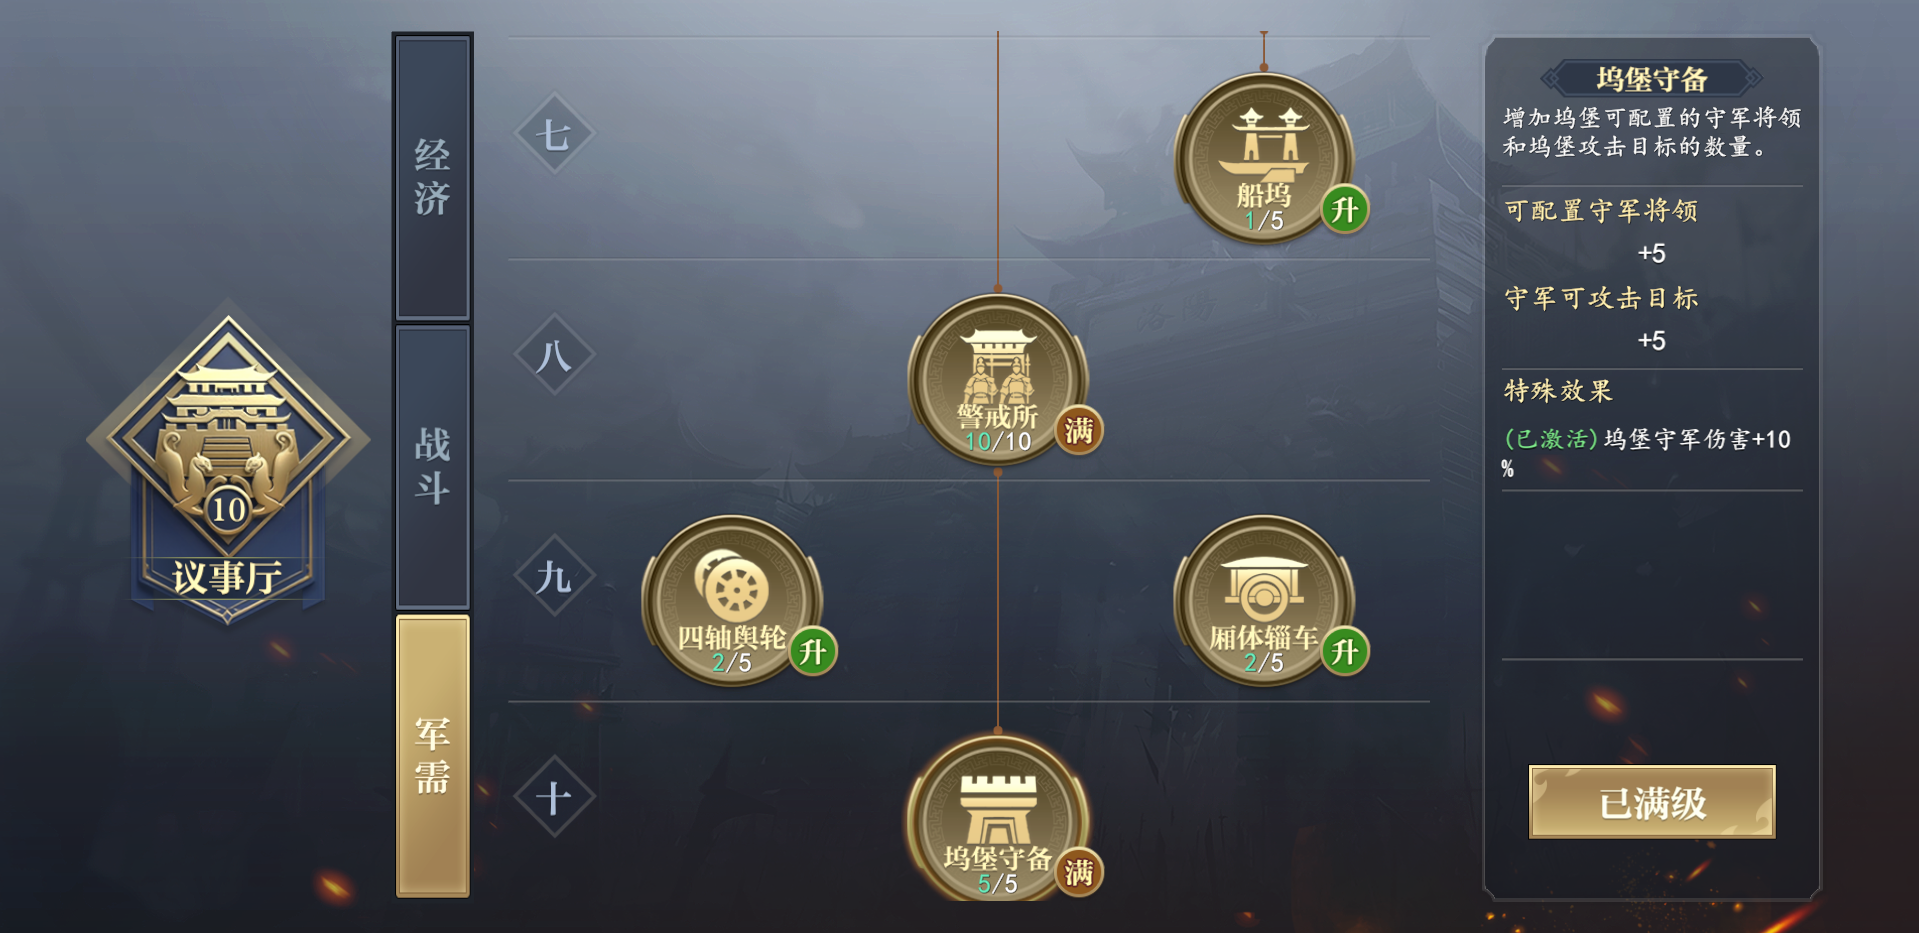 10
议事厅
经济
战斗
军需
七
船坞
1/5
升
八
警戒所
10/10
满
九
四轴舆轮
2/5
升
厢体辎车
2/5
升
十
坞堡守备
5/5
满
坞堡守备
增加坞堡可配置的守军将领
和坞堡攻击目标的数量。
可配置守军将领
+5
守军可攻击目标
+5
特殊效果
(已激活)坞堡守军伤害+10
%
已满级
洛阳